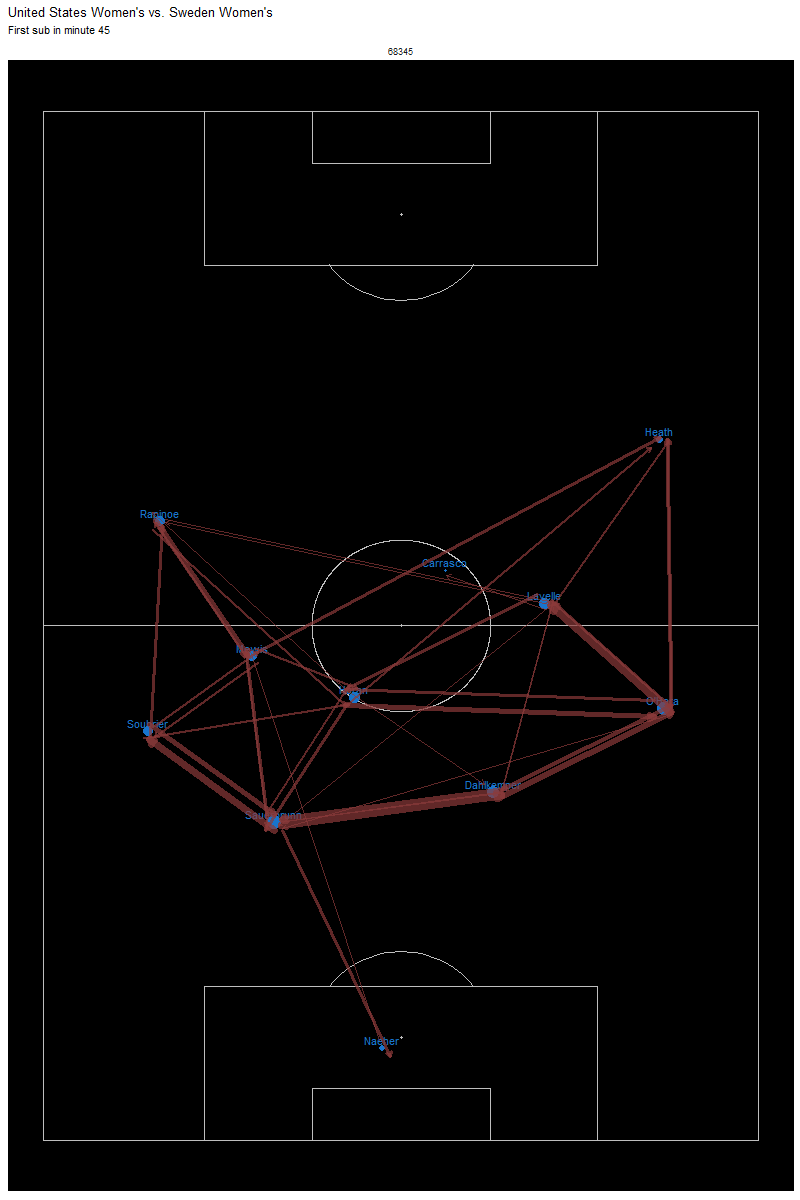 United States Women's vs. Sweden Women's
First sub in minute 45
68345
Heath
Rapinoe
Carrasco
Lavelle
Mewis
Horan
O'Hara
Sourbier
Dahlkemper
Sauerbrunn
Naeher